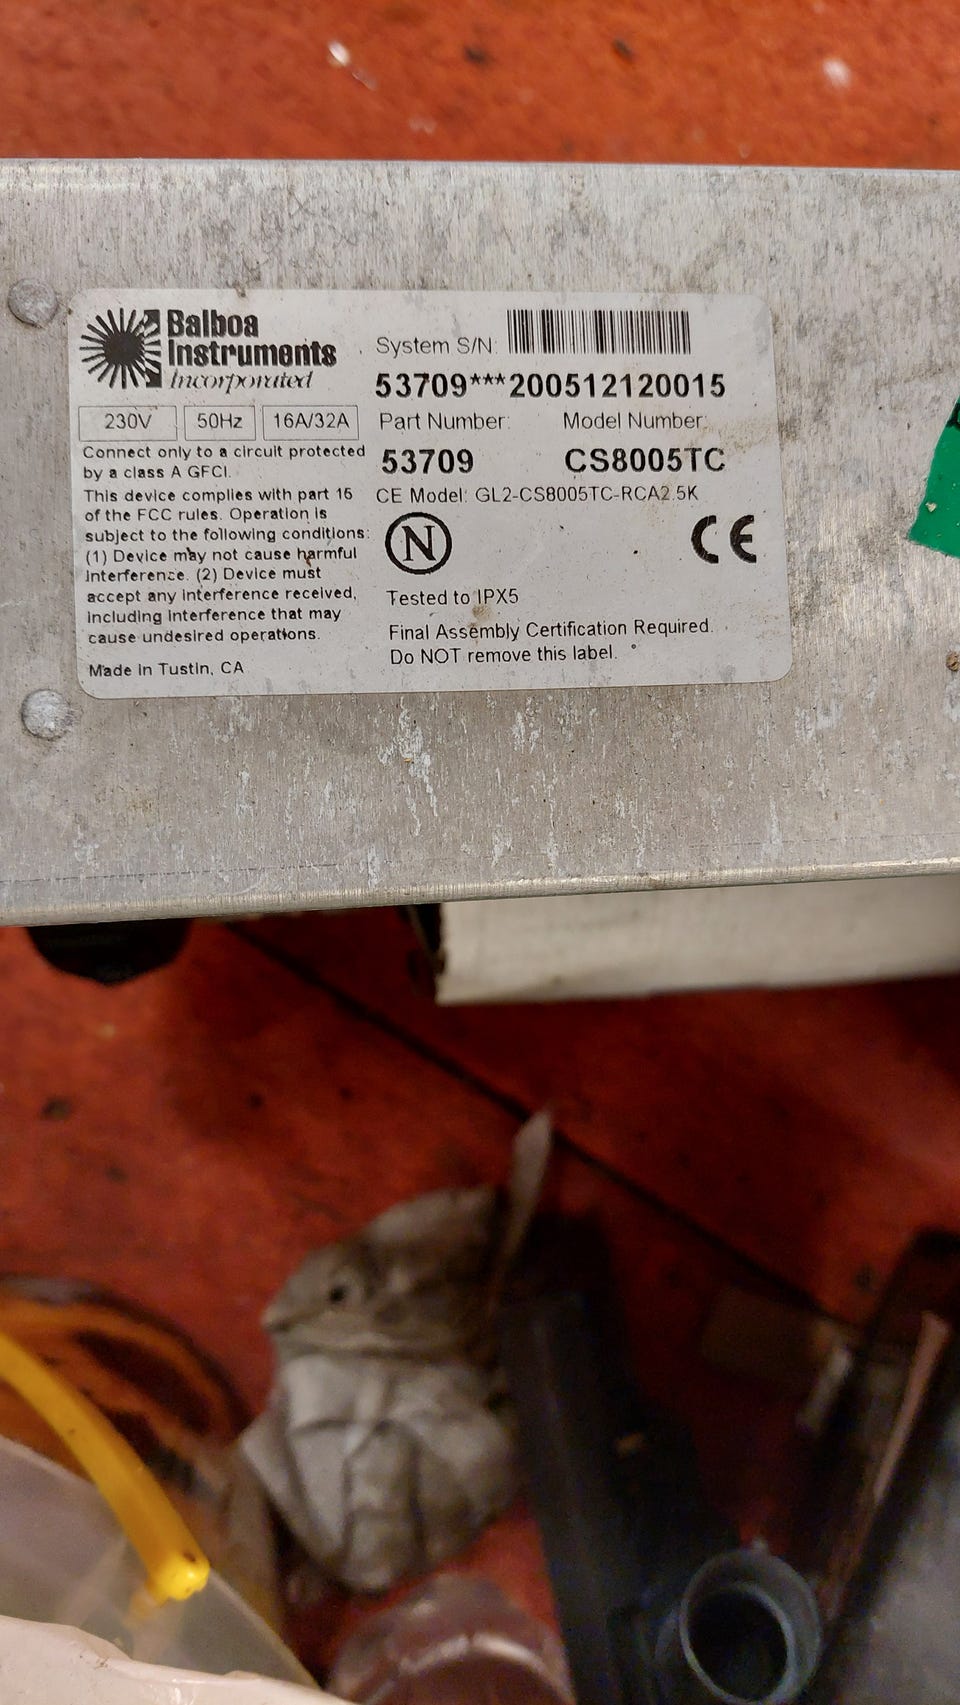 Balboa
Instruments
Incorporated
System S/N:
53709***200512120015
230V 50Hz 16A/32A
Part Number: Model Number:
53709 CS8005TC
Connect only to a circuit protected
by a class A GFCI.
This device complies with part 15
of the FCC rules. Operation is
subject to the following conditions:
(1) Device may not cause harmful
Interference. (2) Device must
accept any interference received,
including interference that may
cause undesired operations.
Made in Tustin, CA
CE Model: GL2-CS8005TC-RCA2.5K
N
CE
Tested to IPX5
Final Assembly Certification Required.
Do NOT remove this label.